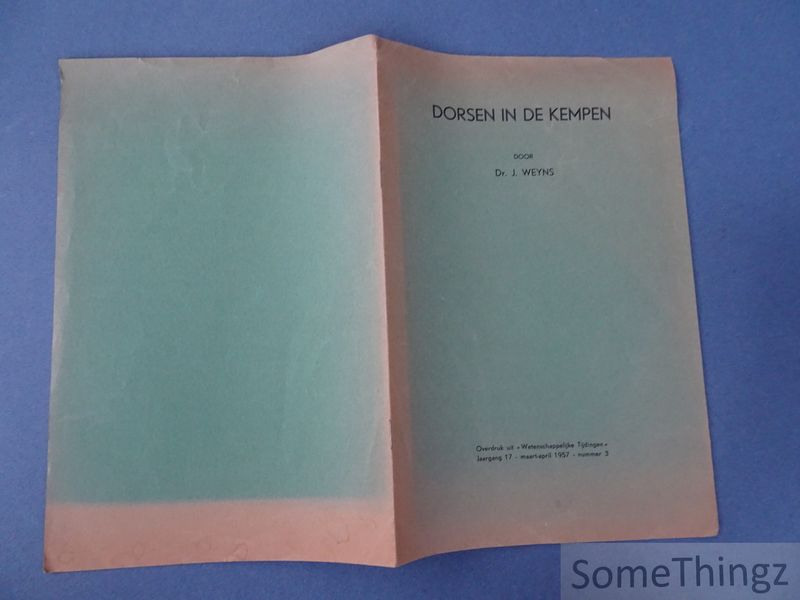 DORSEN IN DE KEMPEN
DOOR
Dr. J. WEYNS
Overdruk uit «Wetenschappelijke Tijdingen»
Jaargang 17 - maart-april 1957 - nummer 3
SomeThingz